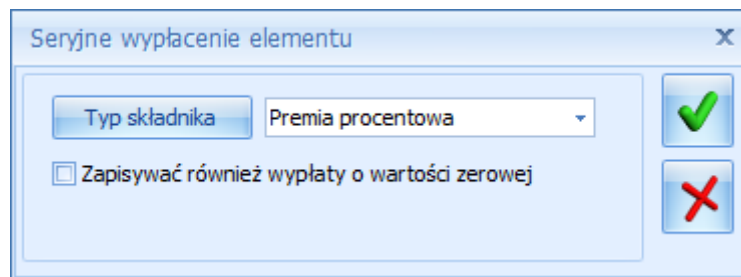 Seryjne wypłacenie elementu
Typ składnika Premia procentowa
Zapisywać również wypłaty o wartości zerowej